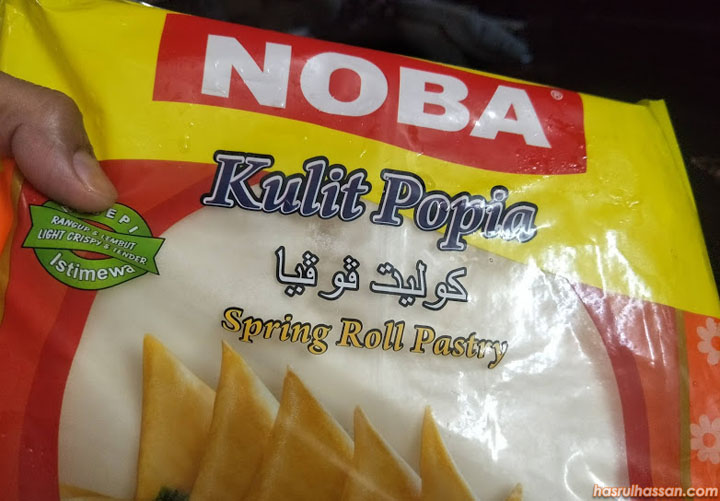 NOBA
Kulit Popia
كوليت ڤوڤيا
Spring Roll Pastry
RANGUP & LEMBUT
LIGHT CRISPY & TENDER
Istimewa
hasrulhassan.com